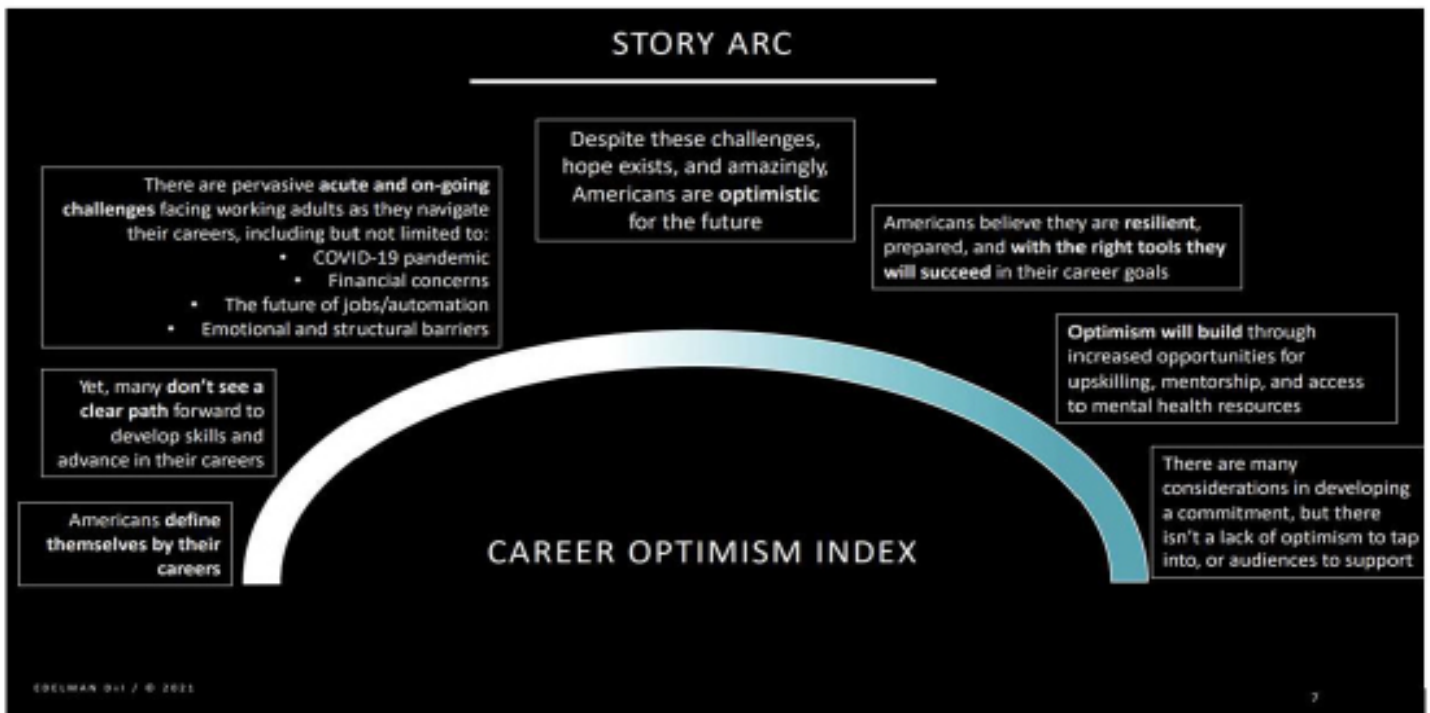 STORY ARC
Americans define
themselves by their
careers
Yet, many don't see a
clear path forward to
develop skills and
advance in their careers
There are pervasive acute and on-going
challenges facing working adults as they navigate
their careers, including but not limited to:
• COVID-19 pandemic
• Financial concerns
• The future of jobs/automation
• Emotional and structural barriers
Despite these challenges,
hope exists, and amazingly,
Americans are optimistic
for the future
Americans believe they are resilient,
prepared, and with the right tools they
will succeed in their career goals
Optimism will build through
increased opportunities for
upskilling, mentorship, and access
to mental health resources
There are many
considerations in developing
a commitment, but there
isn't a lack of optimism to tap
into, or audiences to support
CAREER OPTIMISM INDEX
EDELMAN DxI / © 2021
7